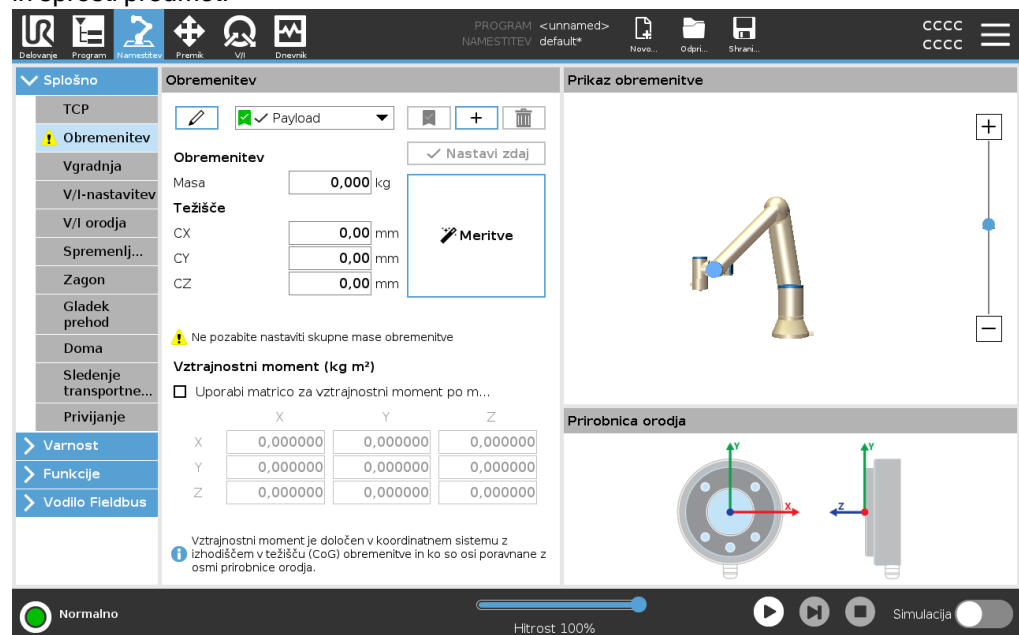 in sprosti predmeti
UR
PROGRAM <unnamed>
NAMESTITEV default*
Delovanje Program Namestitev Premik V/I Dnevnik
Novo... Odpri... Shrani...
CCCC
CCCC
Splošno
TCP
Obremenitev
Vgradnja
V/I-nastavitev
V/I orodja
Spremenlj...
Zagon
Gladek
prehod
Doma
Sledenje
transportne...
Privijanje
Varnost
Funkcije
Vodilo Fieldbus
Obremenitev
Payload
Nastavi zdaj
Obremenitev
Masa 0,000 kg
Težišče
CX 0,00 mm
CY 0,00 mm
CZ 0,00 mm
Meritve
Ne pozabite nastaviti skupne mase obremenitve
Vztrajnostni moment (kg m²)
Uporabi matrico za vztrajnostni moment po m...
X Y Z
X 0,000000 0,000000 0,000000
Y 0,000000 0,000000 0,000000
Z 0,000000 0,000000 0,000000
Vztrajnostni moment je določen v koordinatnem sistemu z
izhodiščem v težišču (CoG) obremenitve in ko so osi poravnane z
osmi prirobnice orodja.
Prikaz obremenitve
Prirobnica orodja
Y
X
Y
Z
Normalno
Hitrost 100%
Simulacija